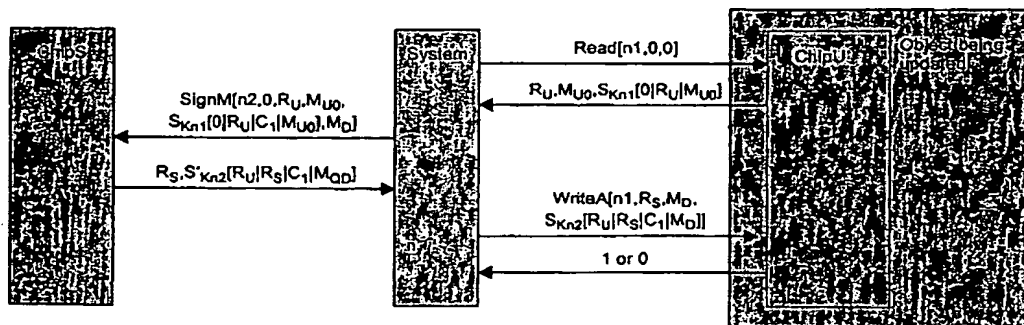 ChipS
System
ChipU
Object being
updated
Read[n1,0,0]
R_U,M_U0,S_Kn1[0|R_U|M_U0]
SignM[n2,0,R_U,M_U0,
S_Kn1[0|R_U|C_1|M_U0],M_D]
R_S,S'_Kn2[R_U|R_S|C_1|M_QD]
WriteA[n1,R_S,M_D,
S_Kn2[R_U|R_S|C_1|M_D]]
1 or 0